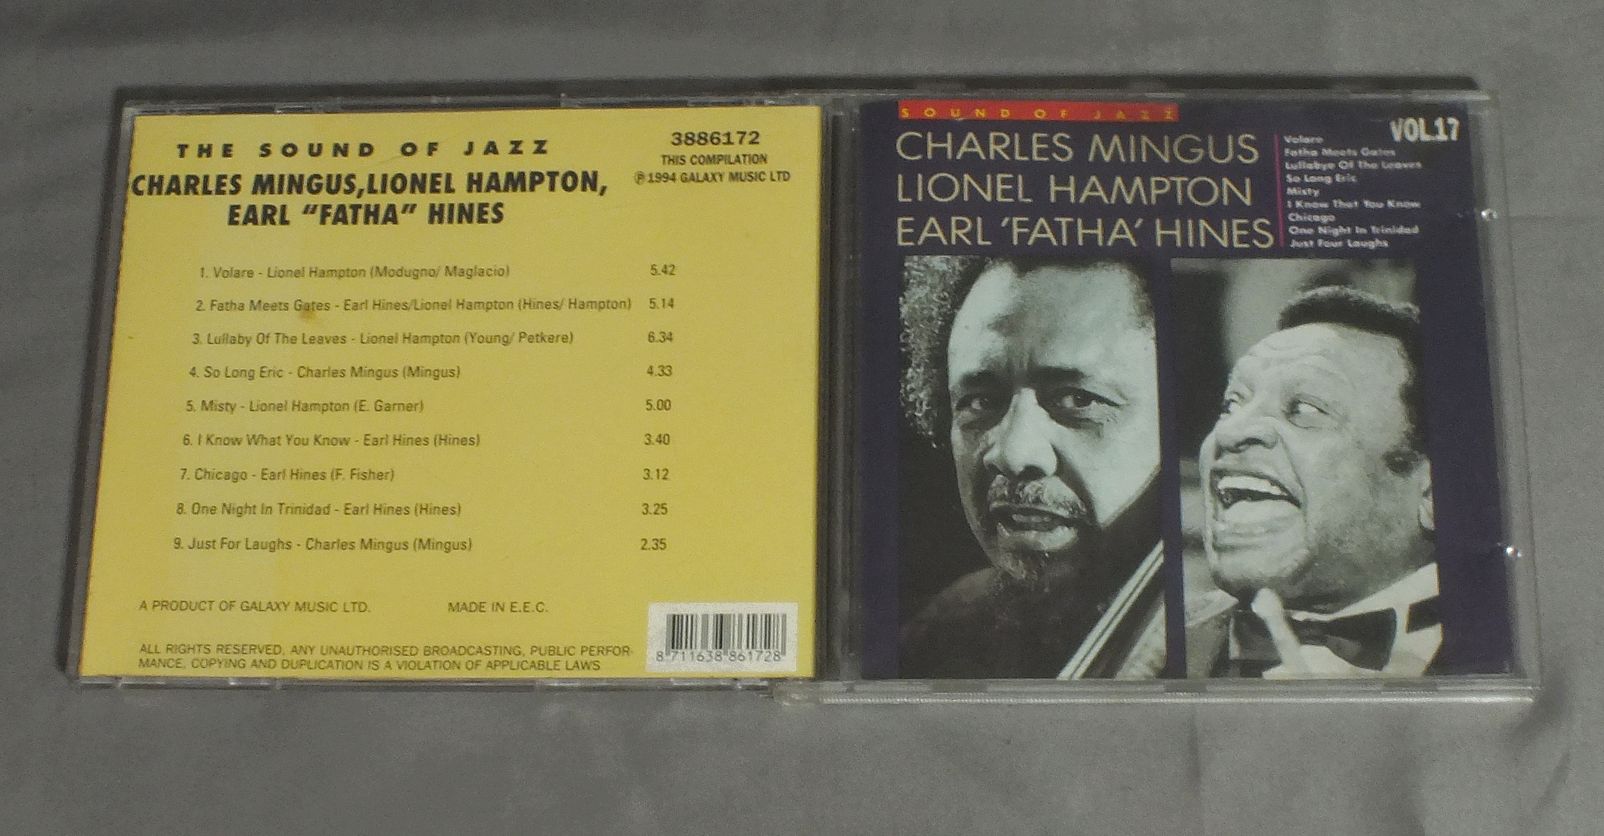 THE SOUND OF JAZZ
CHARLES MINGUS,LIONEL HAMPTON,
EARL "FATHA" HINES
3886172
THIS COMPILATION
℗1994 GALAXY MUSIC LTD
1. Volare - Lionel Hampton (Modugno/ Maglacio) 5.42
2. Fatha Meets Gates - Earl Hines/Lionel Hampton (Hines/ Hampton) 5.14
3. Lullaby Of The Leaves - Lionel Hampton (Young/ Petkere) 6.34
4. So Long Eric - Charles Mingus (Mingus) 4.33
5. Misty - Lionel Hampton (E. Garner) 5.00
6. I Know What You Know - Earl Hines (Hines) 3.40
7. Chicago - Earl Hines (F. Fisher) 3.12
8. One Night In Trinidad - Earl Hines (Hines) 3.25
9. Just For Laughs - Charles Mingus (Mingus) 2.35
A PRODUCT OF GALAXY MUSIC LTD. MADE IN E.E.C.
ALL RIGHTS RESERVED, ANY UNAUTHORISED BROADCASTING, PUBLIC PERFOR-
MANCE, COPYING AND DUPLICATION IS A VIOLATION OF APPLICABLE LAWS
8 711638 861728
SOUND OF JAZZ
CHARLES MINGUS
LIONEL HAMPTON
EARL 'FATHA' HINES
VOL.17
Volare
Fatha Meets Gates
Lullabye Of The Leaves
So Long Eric
Misty
I Know That You Know
Chicago
One Night In Trinidad
Just Four Laughs